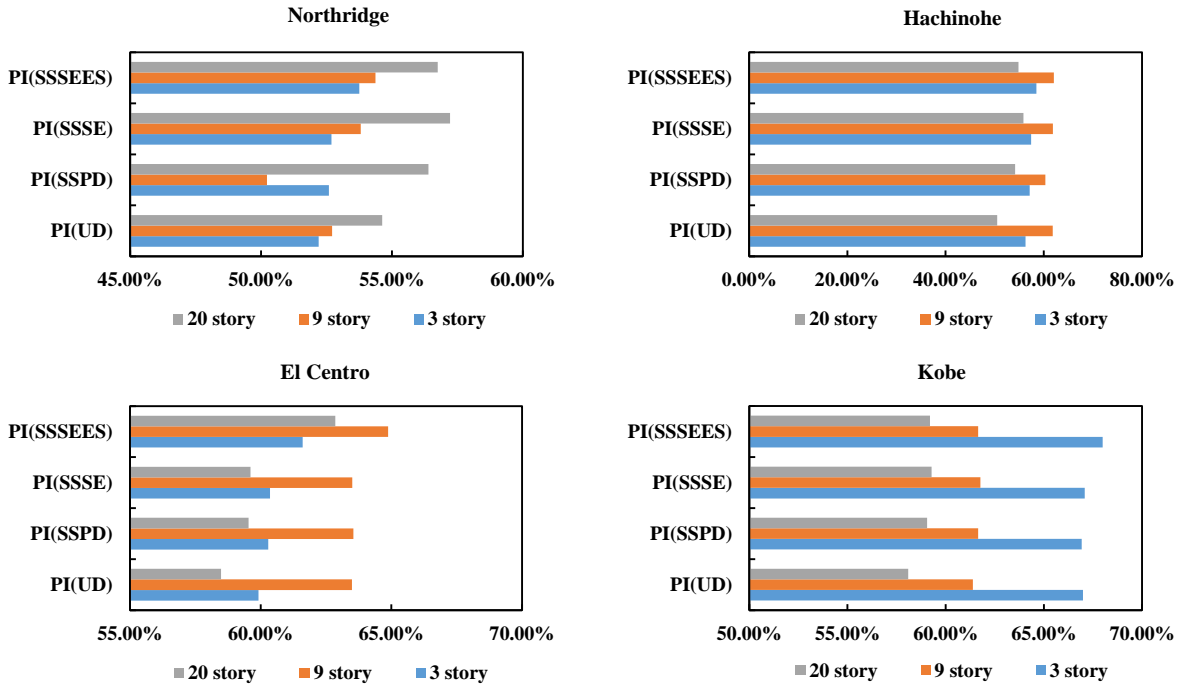 Northridge
PI(SSSEES)
PI(SSSE)
PI(SSPD)
PI(UD)
45.00% 50.00% 55.00% 60.00%
20 story 9 story 3 story
Hachinohe
PI(SSSEES)
PI(SSSE)
PI(SSPD)
PI(UD)
0.00% 20.00% 40.00% 60.00% 80.00%
20 story 9 story 3 story
El Centro
PI(SSSEES)
PI(SSSE)
PI(SSPD)
PI(UD)
55.00% 60.00% 65.00% 70.00%
20 story 9 story 3 story
Kobe
PI(SSSEES)
PI(SSSE)
PI(SSPD)
PI(UD)
50.00% 55.00% 60.00% 65.00% 70.00%
20 story 9 story 3 story